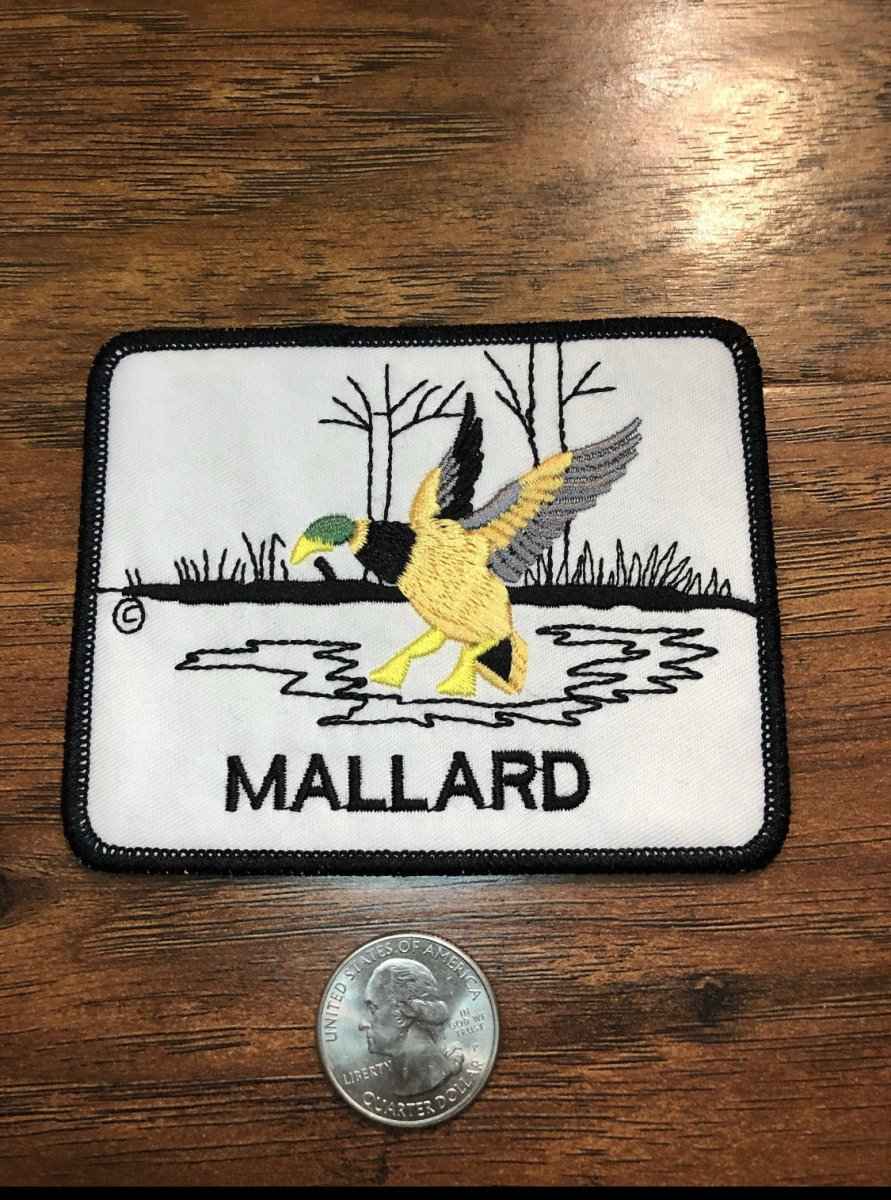 ©
MALLARD
UNITED STATES OF AMERICA
IN
GOD WE
TRUST
LIBERTY
QUARTER DOLLAR